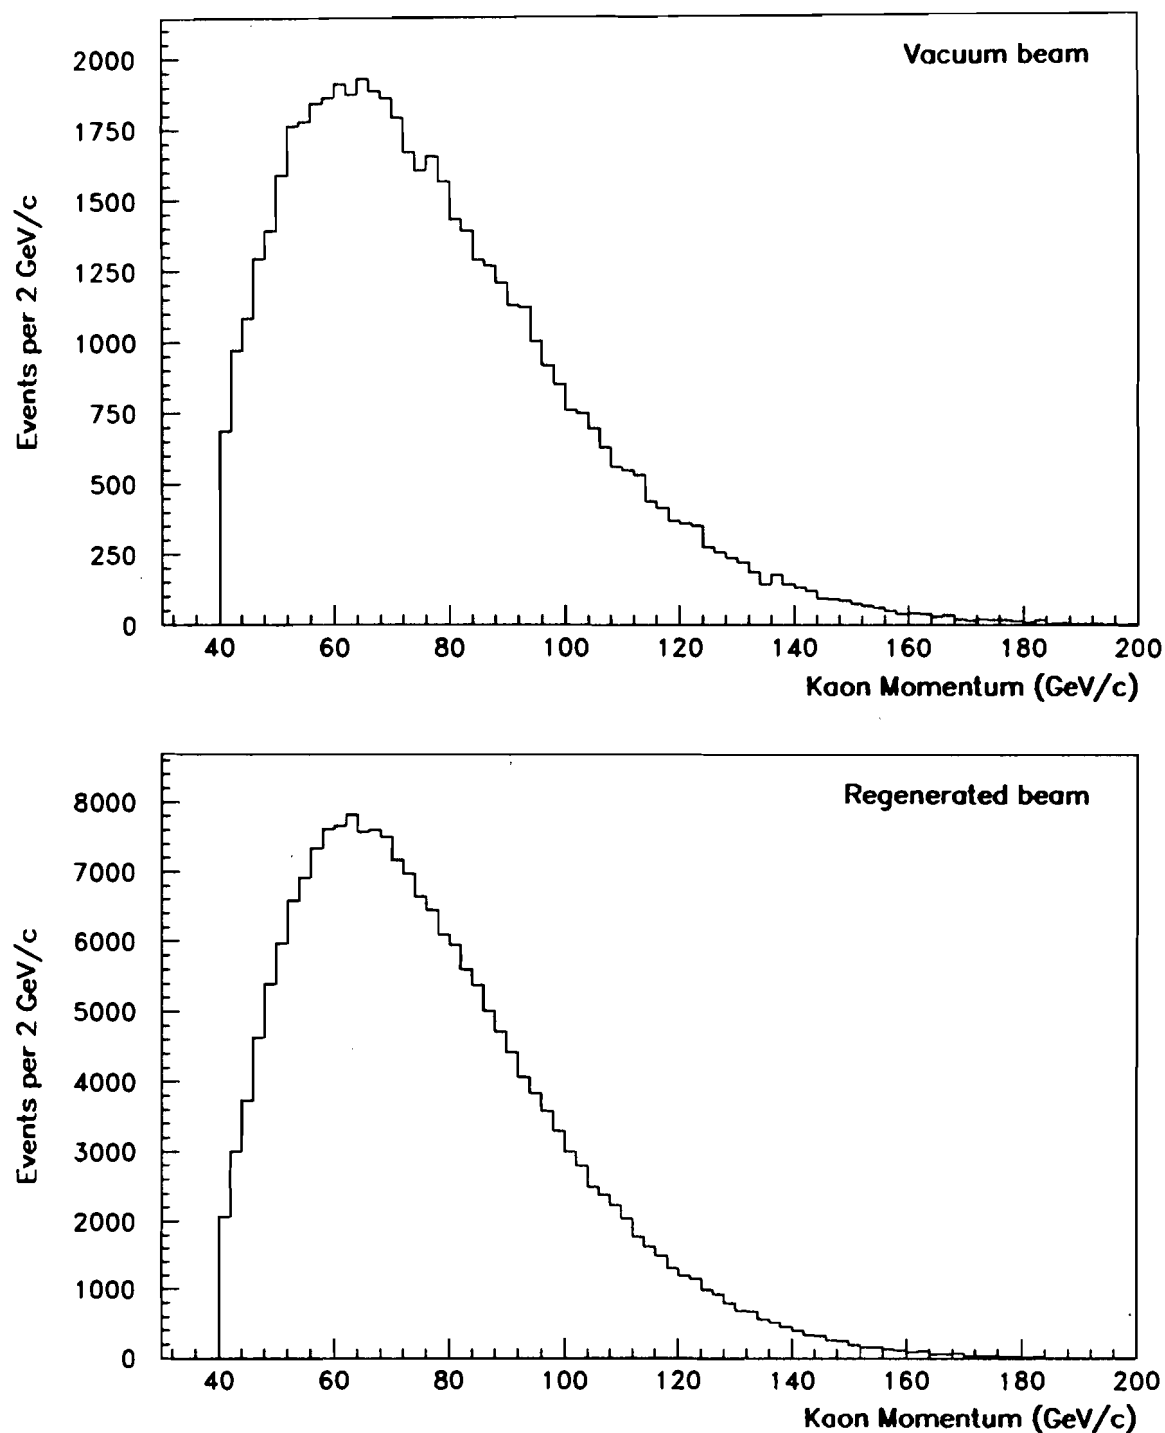 Vacuum beam
Events per 2 GeV/c
2000
1750
1500
1250
1000
750
500
250
0
40 60 80 100 120 140 160 180 200
Kaon Momentum (GeV/c)
Regenerated beam
Events per 2 GeV/c
8000
7000
6000
5000
4000
3000
2000
1000
0
40 60 80 100 120 140 160 180 200
Kaon Momentum (GeV/c)